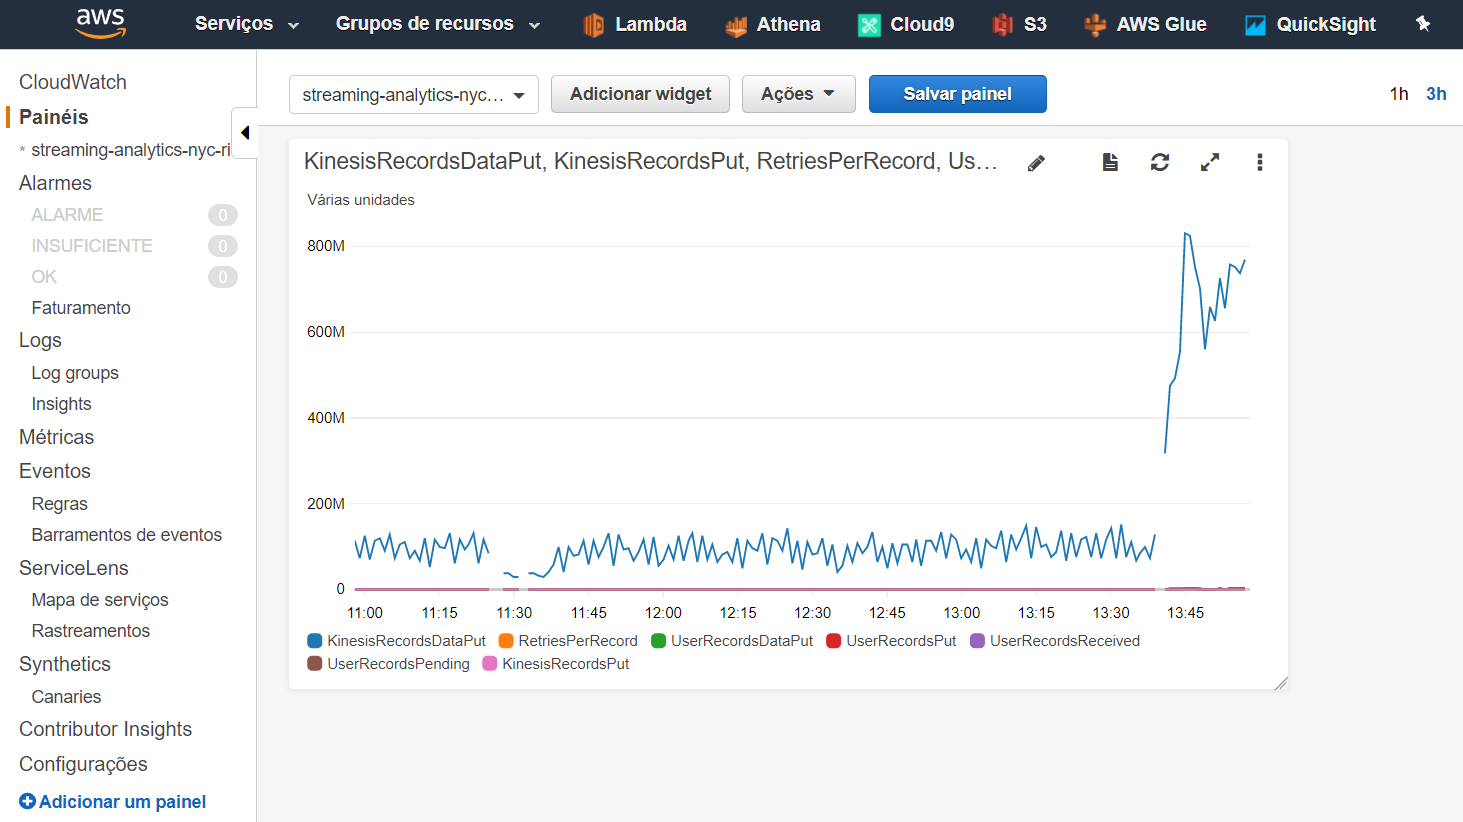 aws Serviços Grupos de recursos Lambda Athena Cloud9 S3 AWS Glue QuickSight
CloudWatch
Painéis
* streaming-analytics-nyc-ri
Alarmes
ALARME 0
INSUFICIENTE 0
OK 0
Faturamento
Logs
Log groups
Insights
Métricas
Eventos
Regras
Barramentos de eventos
ServiceLens
Mapa de serviços
Rastreamentos
Synthetics
Canaries
Contributor Insights
Configurações
Adicionar um painel
streaming-analytics-nyc... Adicionar widget Ações Salvar painel 1h 3h
KinesisRecordsDataPut, KinesisRecordsPut, RetriesPerRecord, Us...
Várias unidades
800M
600M
400M
200M
0
11:00 11:15 11:30 11:45 12:00 12:15 12:30 12:45 13:00 13:15 13:30 13:45
KinesisRecordsDataPut RetriesPerRecord UserRecordsDataPut UserRecordsPut UserRecordsReceived
UserRecordsPending KinesisRecordsPut